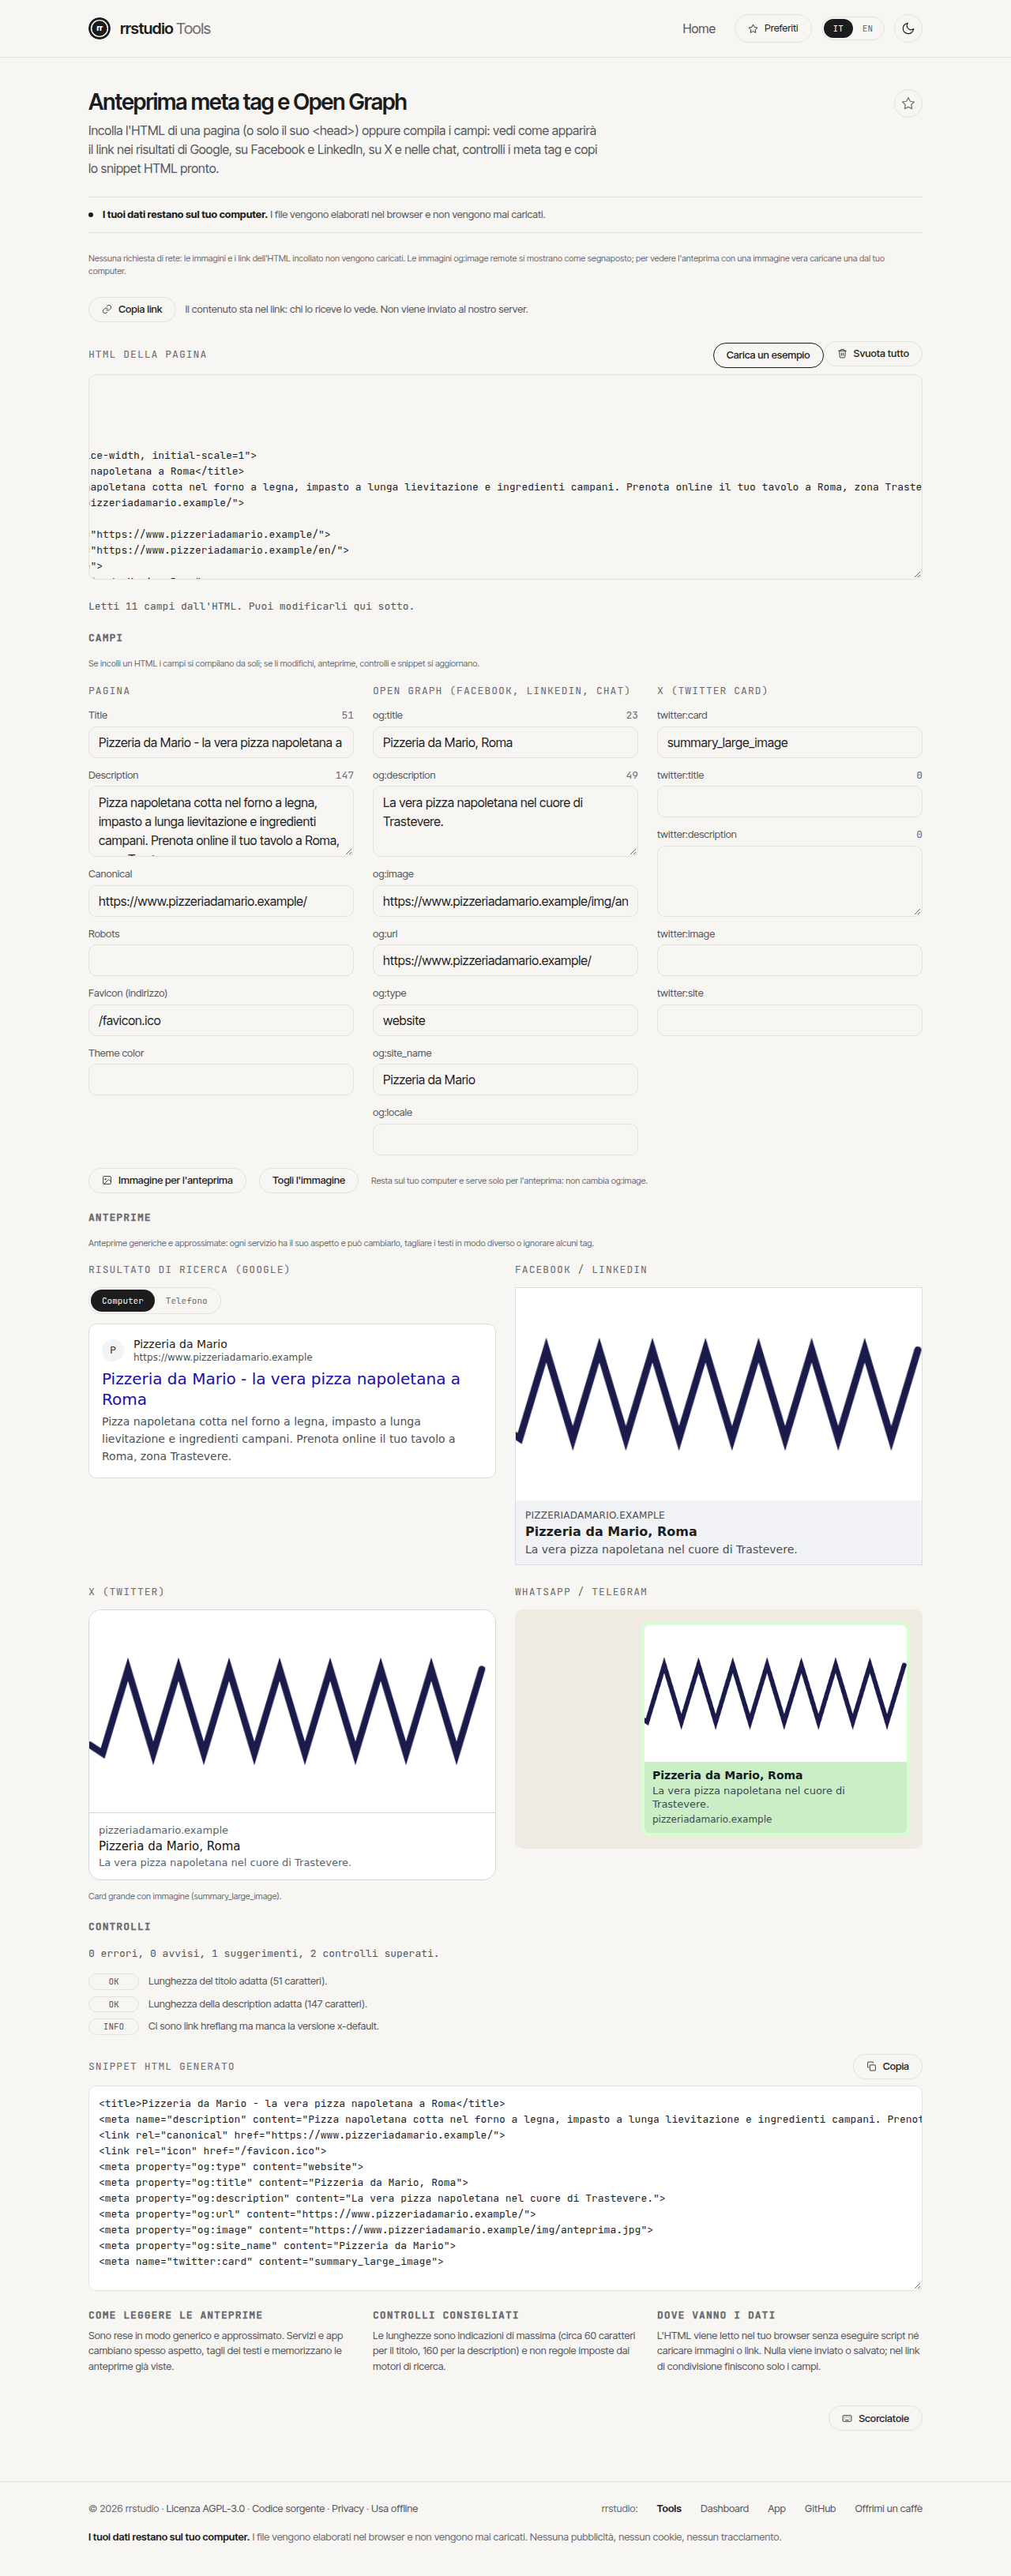 rr rrstudio Tools
Home
Preferiti
IT EN
Anteprima meta tag e Open Graph
Incolla l'HTML di una pagina (o solo il suo <head>) oppure compila i campi: vedi come apparirà
il link nei risultati di Google, su Facebook e LinkedIn, su X e nelle chat, controlli i meta tag e copi
lo snippet HTML pronto.
I tuoi dati restano sul tuo computer. I file vengono elaborati nel browser e non vengono mai caricati.
Nessuna richiesta di rete: le immagini e i link dell'HTML incollato non vengono caricati. Le immagini og:image remote si mostrano come segnaposto; per vedere l'anteprima con una immagine vera caricane una dal tuo
computer.
Copia link
Il contenuto sta nel link: chi lo riceve lo vede. Non viene inviato al nostro server.
HTML DELLA PAGINA
Carica un esempio
Svuota tutto
ce-width, initial-scale=1">
napoletana a Roma</title>
apoletana cotta nel forno a legna, impasto a lunga lievitazione e ingredienti campani. Prenota online il tuo tavolo a Roma, zona Traste
izzeriadamario.example/">
"https://www.pizzeriadamario.example/">
"https://www.pizzeriadamario.example/en/">
">
Letti 11 campi dall'HTML. Puoi modificarli qui sotto.
CAMPI
Se incolli un HTML i campi si compilano da soli; se li modifichi, anteprime, controlli e snippet si aggiornano.
PAGINA
Title 51
Pizzeria da Mario - la vera pizza napoletana a
Description 147
Pizza napoletana cotta nel forno a legna,
impasto a lunga lievitazione e ingredienti
campani. Prenota online il tuo tavolo a Roma,
Canonical
https://www.pizzeriadamario.example/
Robots
Favicon (indirizzo)
/favicon.ico
Theme color
OPEN GRAPH (FACEBOOK, LINKEDIN, CHAT)
og:title 23
Pizzeria da Mario, Roma
og:description 49
La vera pizza napoletana nel cuore di
Trastevere.
og:image
https://www.pizzeriadamario.example/img/an
og:url
https://www.pizzeriadamario.example/
og:type
website
og:site_name
Pizzeria da Mario
og:locale
X (TWITTER CARD)
twitter:card
summary_large_image
twitter:title 0
twitter:description 0
twitter:image
twitter:site
Immagine per l'anteprima
Togli l'immagine
Resta sul tuo computer e serve solo per l'anteprima: non cambia og:image.
ANTEPRIME
Anteprime generiche e approssimate: ogni servizio ha il suo aspetto e può cambiarlo, tagliare i testi in modo diverso o ignorare alcuni tag.
RISULTATO DI RICERCA (GOOGLE)
Computer Telefono
P
Pizzeria da Mario
https://www.pizzeriadamario.example
Pizzeria da Mario - la vera pizza napoletana a
Roma
Pizza napoletana cotta nel forno a legna, impasto a lunga
lievitazione e ingredienti campani. Prenota online il tuo tavolo a
Roma, zona Trastevere.
FACEBOOK / LINKEDIN
PIZZERIADAMARIO.EXAMPLE
Pizzeria da Mario, Roma
La vera pizza napoletana nel cuore di Trastevere.
X (TWITTER)
pizzeriadamario.example
Pizzeria da Mario, Roma
La vera pizza napoletana nel cuore di Trastevere.
Card grande con immagine (summary_large_image).
WHATSAPP / TELEGRAM
Pizzeria da Mario, Roma
La vera pizza napoletana nel cuore di
Trastevere.
pizzeriadamario.example
CONTROLLI
0 errori, 0 avvisi, 1 suggerimenti, 2 controlli superati.
OK Lunghezza del titolo adatta (51 caratteri).
OK Lunghezza della description adatta (147 caratteri).
INFO Ci sono link hreflang ma manca la versione x-default.
SNIPPET HTML GENERATO
Copia
<title>Pizzeria da Mario - la vera pizza napoletana a Roma</title>
<meta name="description" content="Pizza napoletana cotta nel forno a legna, impasto a lunga lievitazione e ingredienti campani. Prenot
<link rel="canonical" href="https://www.pizzeriadamario.example/">
<link rel="icon" href="/favicon.ico">
<meta property="og:type" content="website">
<meta property="og:title" content="Pizzeria da Mario, Roma">
<meta property="og:description" content="La vera pizza napoletana nel cuore di Trastevere.">
<meta property="og:url" content="https://www.pizzeriadamario.example/">
<meta property="og:image" content="https://www.pizzeriadamario.example/img/anteprima.jpg">
<meta property="og:site_name" content="Pizzeria da Mario">
<meta name="twitter:card" content="summary_large_image">
COME LEGGERE LE ANTEPRIME
Sono rese in modo generico e approssimato. Servizi e app
cambiano spesso aspetto, tagli dei testi e memorizzano le
anteprime già viste.
CONTROLLI CONSIGLIATI
Le lunghezze sono indicazioni di massima (circa 60 caratteri
per il titolo, 160 per la description) e non regole imposte dai
motori di ricerca.
DOVE VANNO I DATI
L'HTML viene letto nel tuo browser senza eseguire script né
caricare immagini o link. Nulla viene inviato o salvato; nel link
di condivisione finiscono solo i campi.
Scorciatoie
© 2026 rrstudio · Licenza AGPL-3.0 · Codice sorgente · Privacy · Usa offline
rrstudio: Tools Dashboard App GitHub Offrimi un caffè
I tuoi dati restano sul tuo computer. I file vengono elaborati nel browser e non vengono mai caricati. Nessuna pubblicità, nessun cookie, nessun tracciamento.